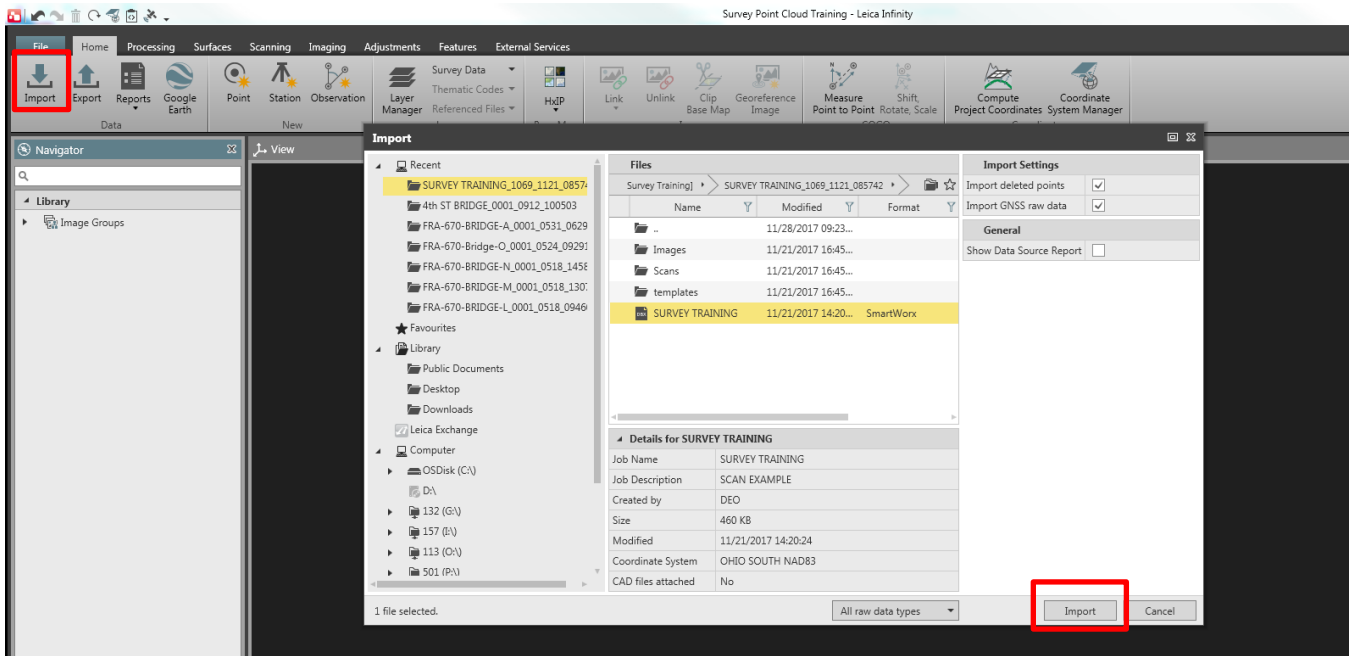 Survey Point Cloud Training - Leica Infinity
File Home Processing Surfaces Scanning Imaging Adjustments Features External Services
Import Export Reports Google Earth Point Station Observation Layer Manager Survey Data Thematic Codes Referenced Files HxIP Link Unlink Clip Base Map Georeference Image Measure Point to Point Shift, Rotate, Scale Compute Project Coordinates Coordinate System Manager
Data New
Navigator
View
Library
Image Groups
Import
Recent
SURVEY TRAINING_1069_1121_08574
4th ST BRIDGE_0001_0912_100503
FRA-670-BRIDGE-A_0001_0531_0629
FRA-670-Bridge-O_0001_0524_09291
FRA-670-BRIDGE-N_0001_0518_1458
FRA-670-BRIDGE-M_0001_0518_130
FRA-670-BRIDGE-L_0001_0518_0946
Favourites
Library
Public Documents
Desktop
Downloads
Leica Exchange
Computer
OSDisk (C:\)
D:\
132 (G:\)
157 (I:\)
113 (O:\)
501 (P:\)
Files
Survey Training] SURVEY TRAINING_1069_1121_085742
Name Modified Format
.. 11/28/2017 09:23...
Images 11/21/2017 16:45...
Scans 11/21/2017 16:45...
templates 11/21/2017 16:45...
SURVEY TRAINING 11/21/2017 14:20... SmartWorx
Details for SURVEY TRAINING
Job Name SURVEY TRAINING
Job Description SCAN EXAMPLE
Created by DEO
Size 460 KB
Modified 11/21/2017 14:20:24
Coordinate System OHIO SOUTH NAD83
CAD files attached No
Import Settings
Import deleted points
Import GNSS raw data
General
Show Data Source Report
1 file selected.
All raw data types
Import
Cancel